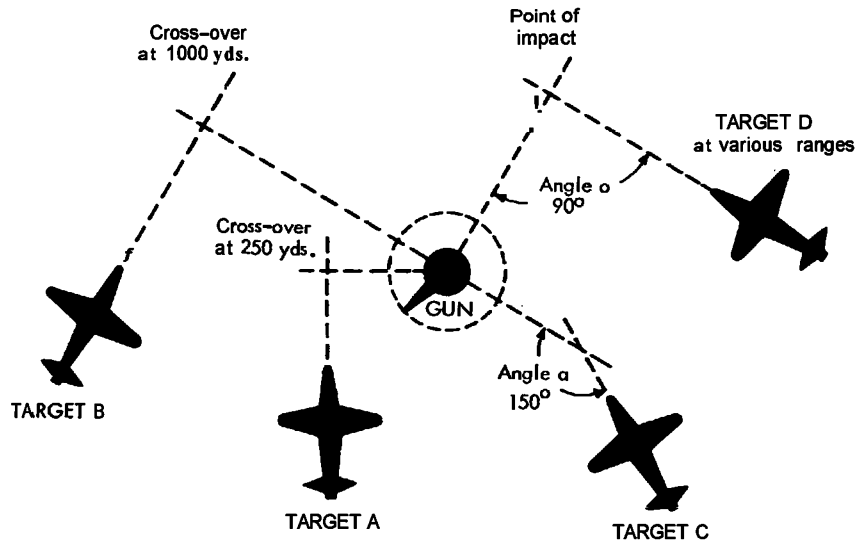 Cross-over
at 1000 yds.
Point of
impact
TARGET D
at various ranges
Angle o
90°
Cross-over
at 250 yds.
GUN
Angle a
150°
TARGET B
TARGET A
TARGET C